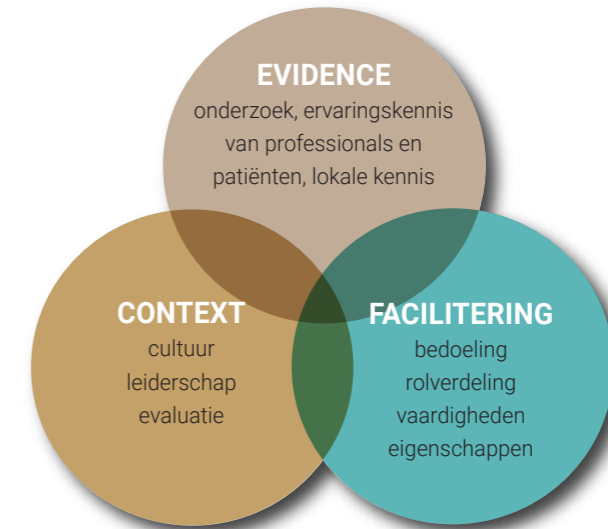 EVIDENCE
onderzoek, ervaringskennis
van professionals en
patiënten, lokale kennis
CONTEXT
cultuur
leiderschap
evaluatie
FACILITERING
bedoeling
rolverdeling
vaardigheden
eigenschappen